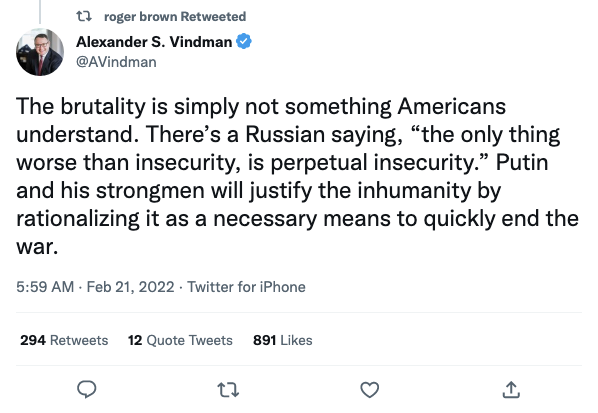 roger brown Retweeted
Alexander S. Vindman
@AVindman
The brutality is simply not something Americans
understand. There’s a Russian saying, “the only thing
worse than insecurity, is perpetual insecurity.” Putin
and his strongmen will justify the inhumanity by
rationalizing it as a necessary means to quickly end the
war.
5:59 AM · Feb 21, 2022 · Twitter for iPhone
294 Retweets 12 Quote Tweets 891 Likes